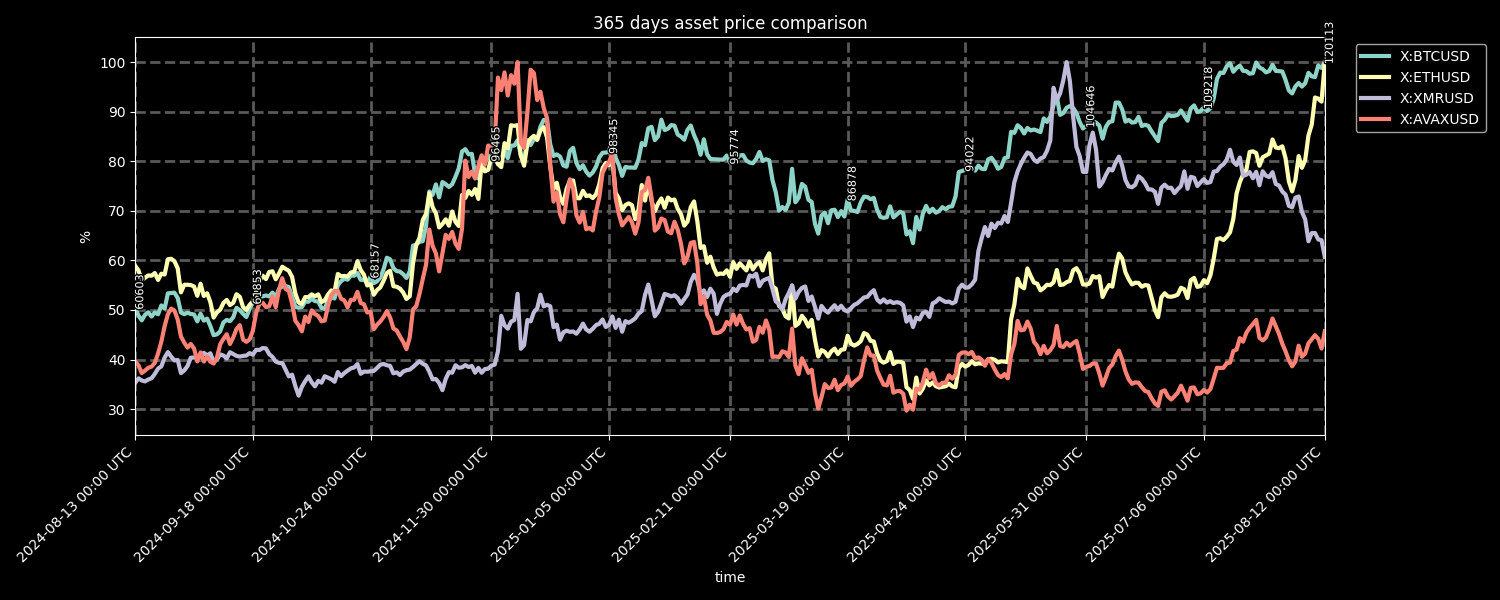 365 days asset price comparison
120113
X:BTCUSD
X:ETHUSD
X:XMRUSD
X:AVAXUSD
100
90
80
70
60
50
40
30
%
60603
61853
68157
96465
98345
95774
86878
94022
104646
109218
2024-08-13 00:00 UTC
2024-09-18 00:00 UTC
2024-10-24 00:00 UTC
2024-11-30 00:00 UTC
2025-01-05 00:00 UTC
2025-02-11 00:00 UTC
2025-03-19 00:00 UTC
2025-04-24 00:00 UTC
2025-05-31 00:00 UTC
2025-07-06 00:00 UTC
2025-08-12 00:00 UTC
time